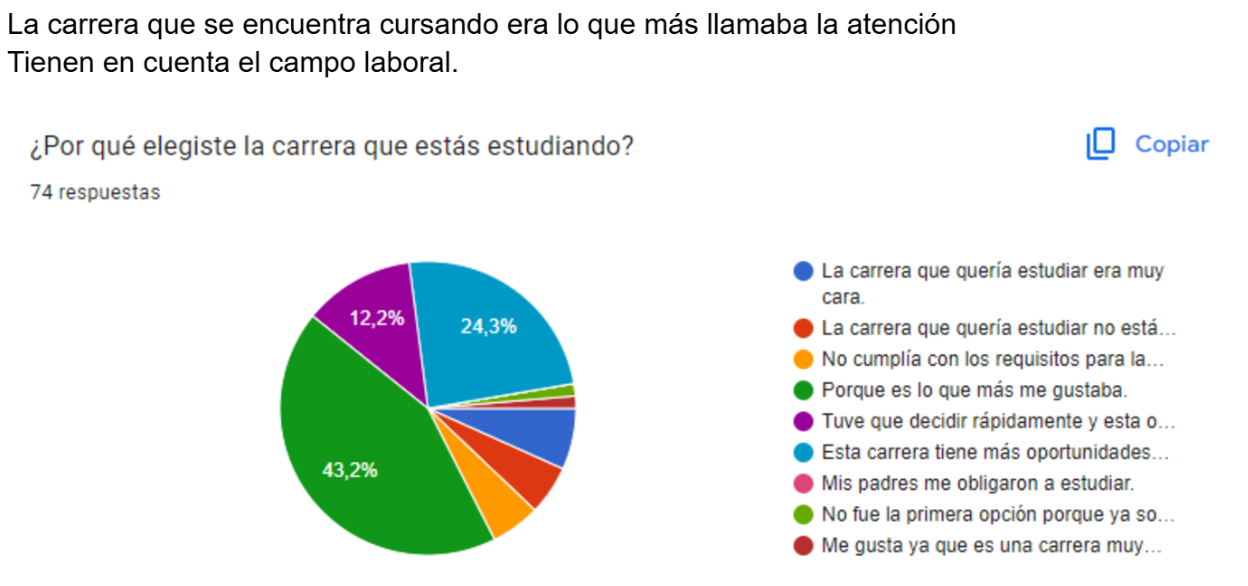 La carrera que se encuentra cursando era lo que más llamaba la atención
Tienen en cuenta el campo laboral.
¿Por qué elegiste la carrera que estás estudiando?
Copiar
74 respuestas
12,2%
24,3%
43,2%
La carrera que quería estudiar era muy
cara.
La carrera que quería estudiar no está...
No cumplía con los requisitos para la...
Porque es lo que más me gustaba.
Tuve que decidir rápidamente y esta o...
Esta carrera tiene más oportunidades...
Mis padres me obligaron a estudiar.
No fue la primera opción porque ya so...
Me gusta ya que es una carrera muy...